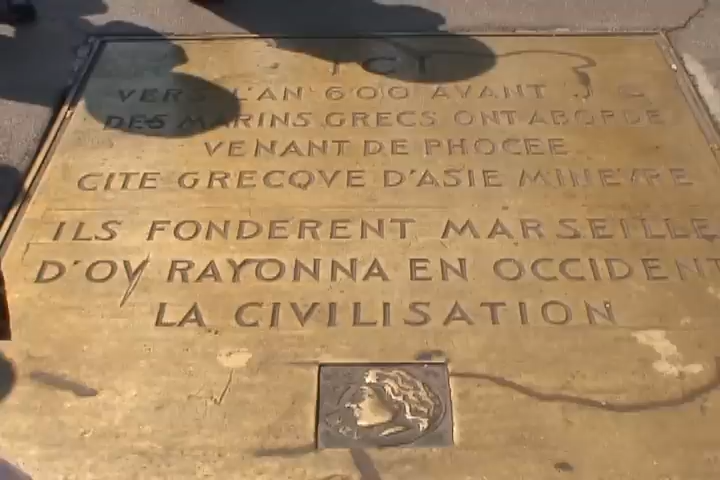 ICI
VERS L'AN 600 AVANT J C
DES MARINS GRECS ONT ABORDE
VENANT DE PHOCEE
CITE GRECQVE D'ASIE MINEVRE
ILS FONDERENT MARSEILLE
D'OV RAYONNA EN OCCIDENT
LA CIVILISATION